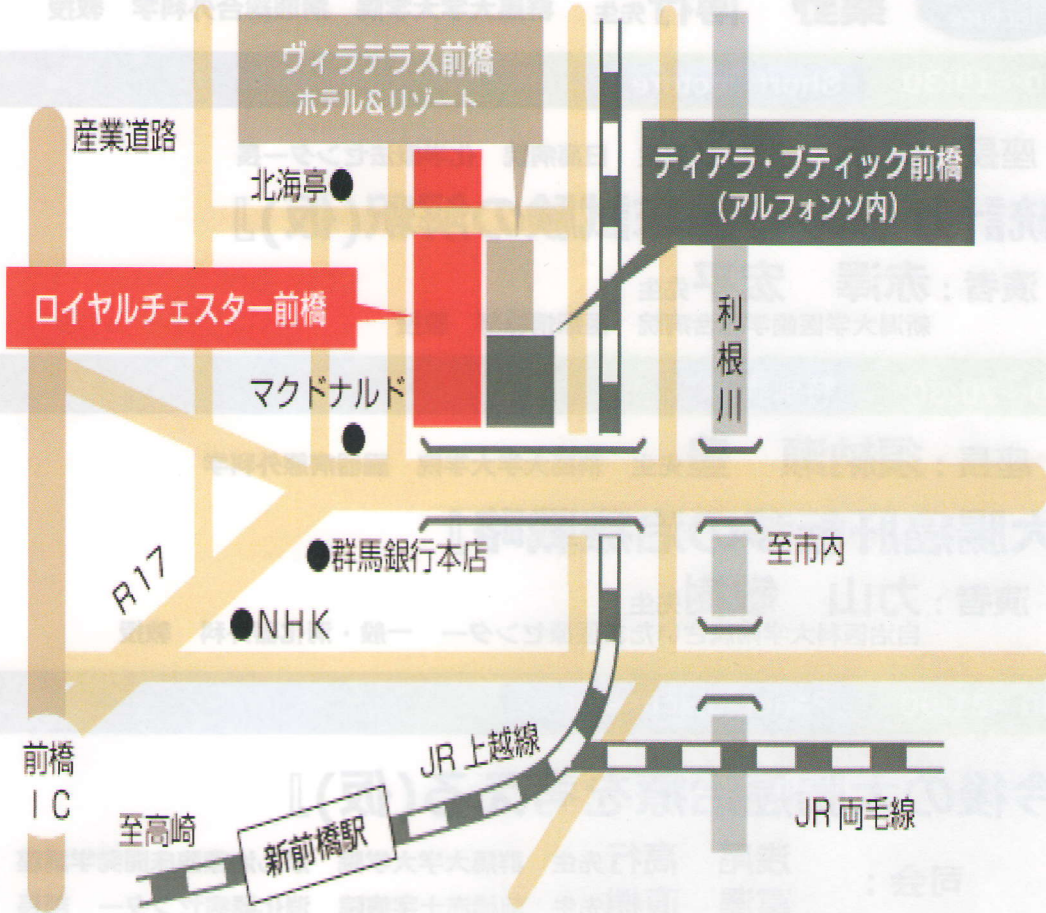 ヴィラテラス前橋
ホテル&リゾート
産業道路
北海亭
ティアラ・ブティック前橋
(アルフォンソ内)
ロイヤルチェスター前橋
利根川
マクドナルド
R17
群馬銀行本店
至市内
NHK
前橋
IC
JR上越線
JR両毛線
至高崎
新前橋駅